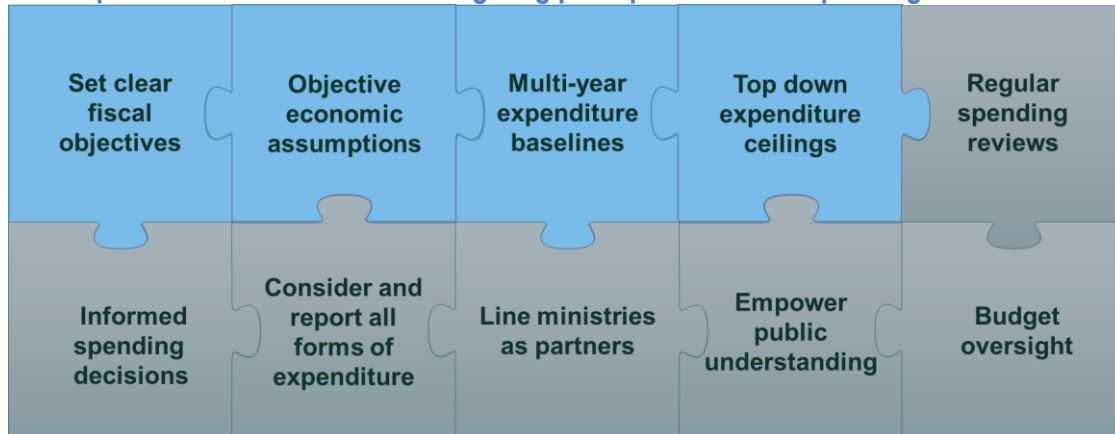 Set clear
fiscal
objectives
Objective
economic
assumptions
Multi-year
expenditure
baselines
Top down
expenditure
ceilings
Regular
spending
reviews
Informed
spending
decisions
Consider and
report all
forms of
expenditure
Line ministries
as partners
Empower
public
understanding
Budget
oversight